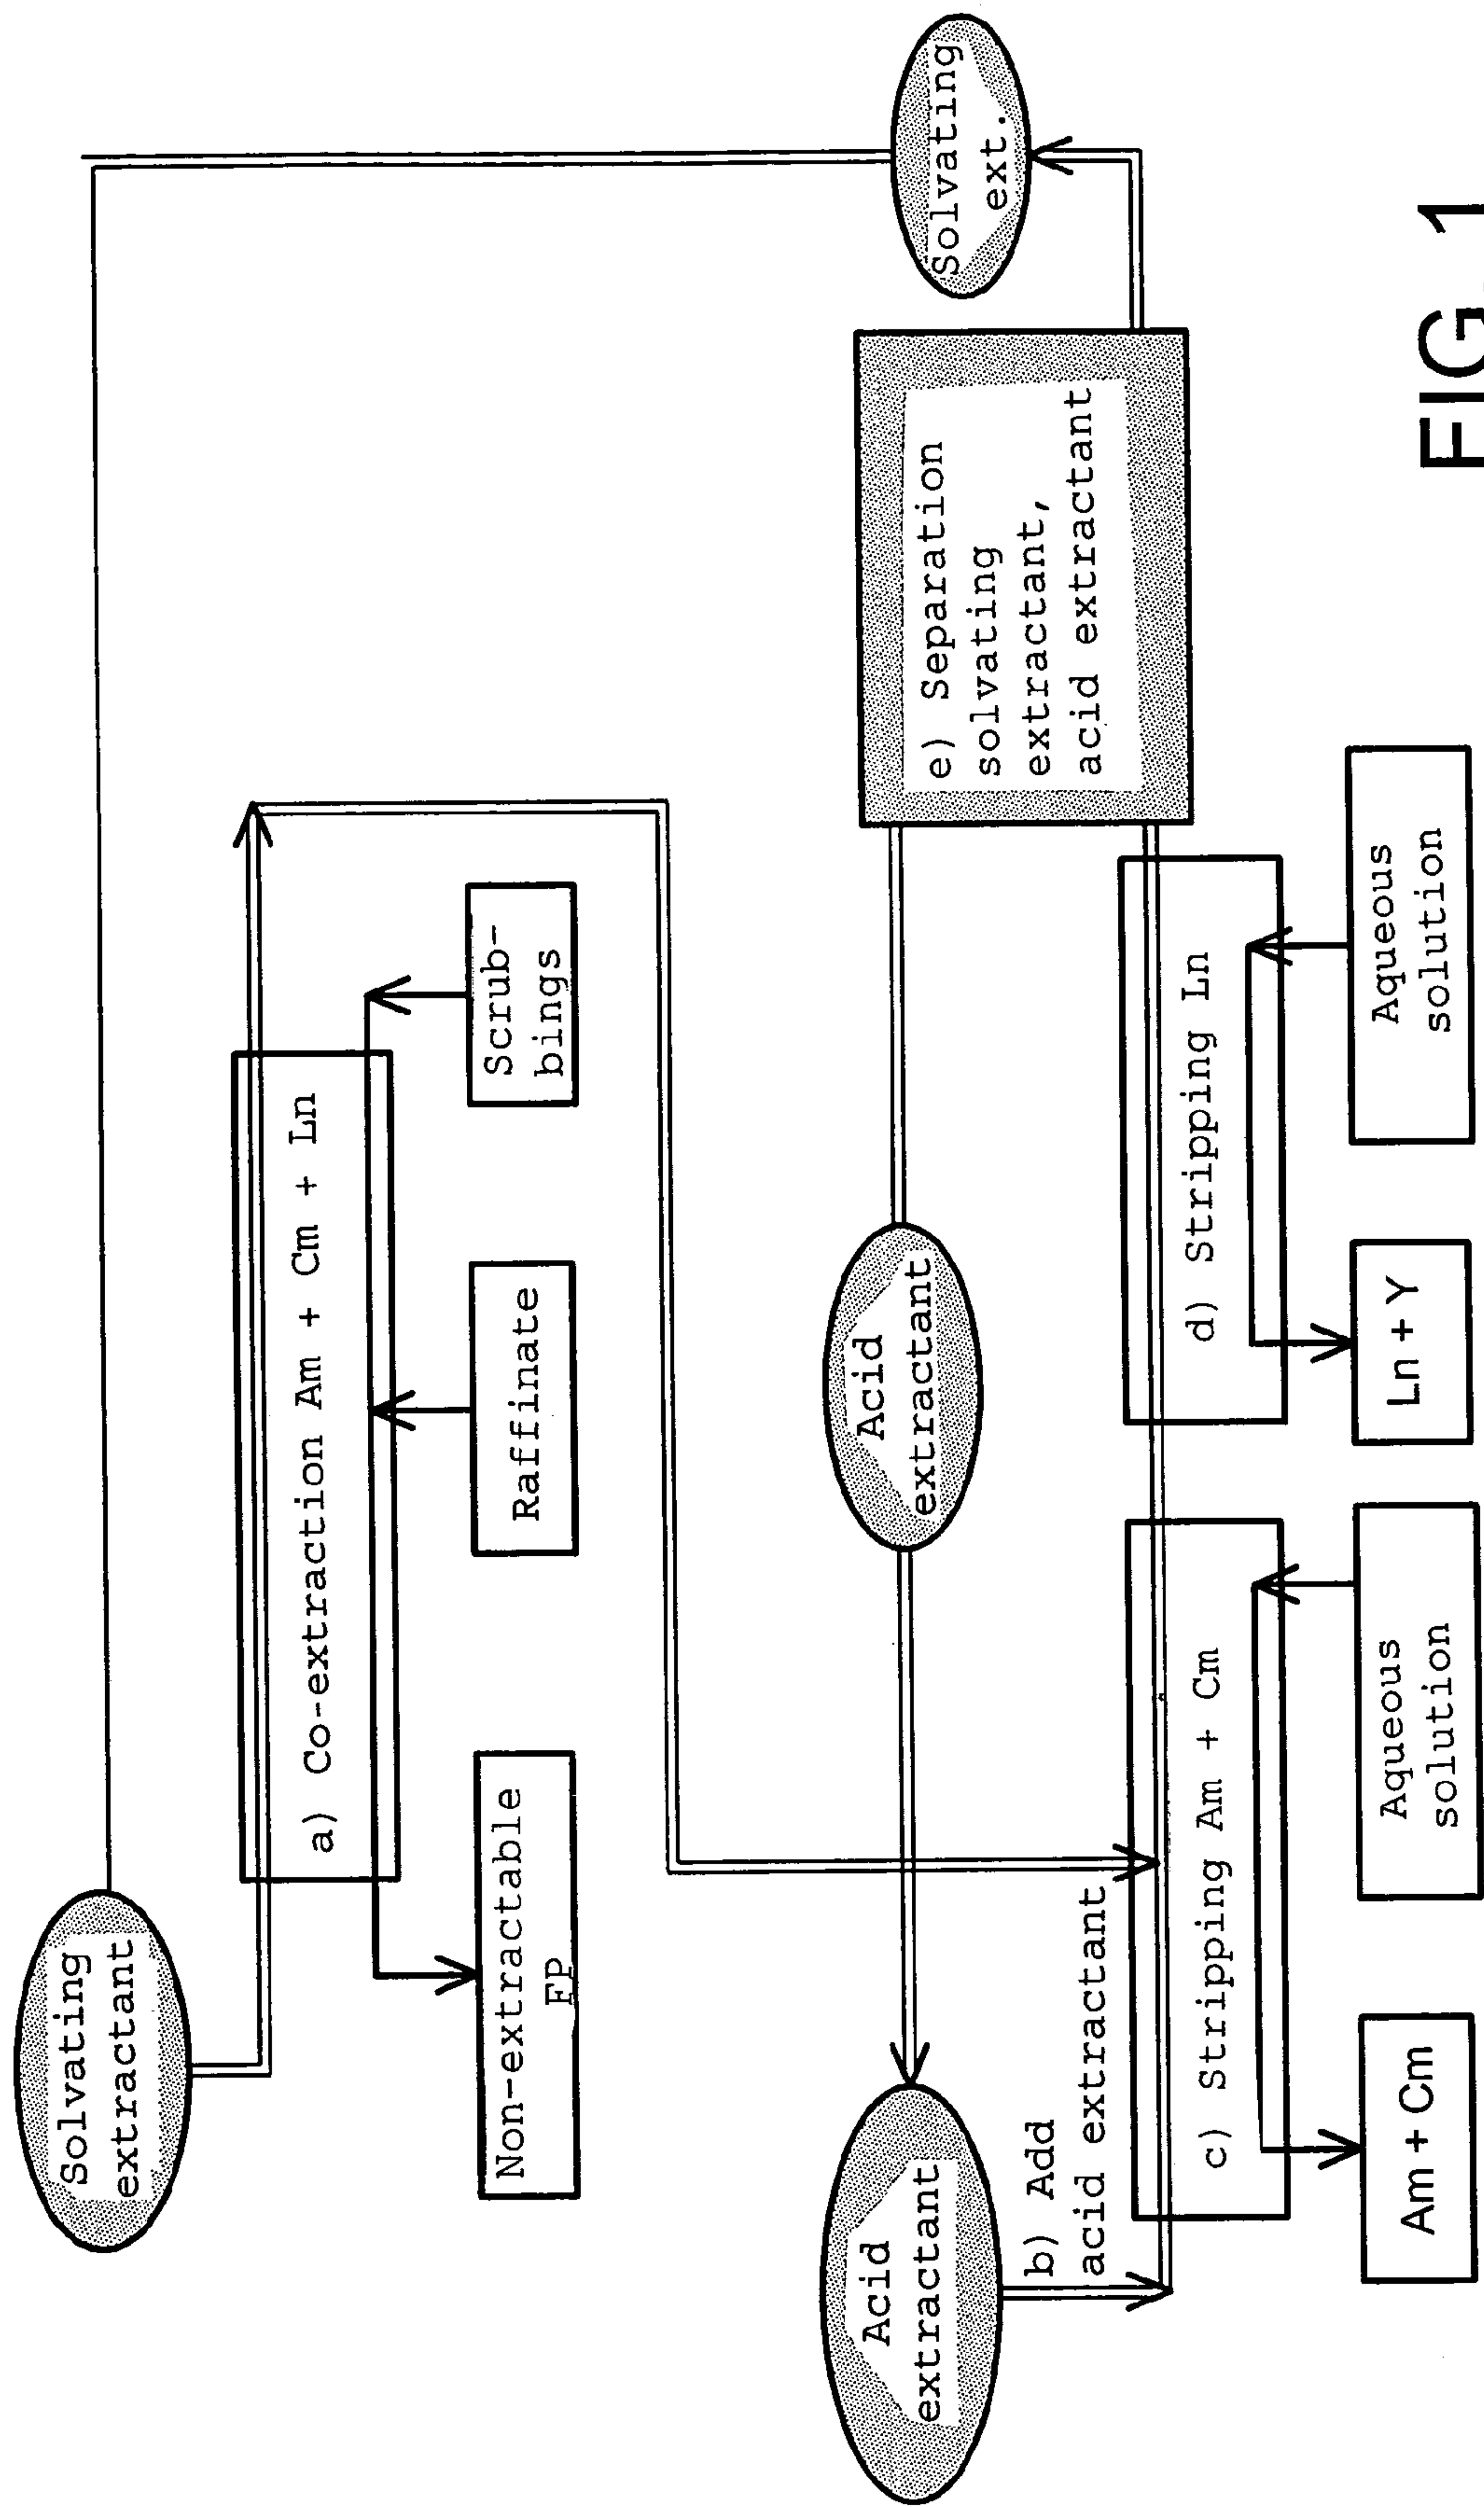 Solvating
extractant
a) Co-extraction Am + Cm + Ln
Non-extractable
FP
Raffinate
Scrub-
bings
Acid
extractant
Acid
extractant
b) Add
acid extractant
e) Separation
solvating
extractant,
acid extractant
Solvating
ext.
c) Stripping Am + Cm
d) Stripping Ln
Am + Cm
Aqueous
solution
Ln + Y
Aqueous
solution
FIG. 1